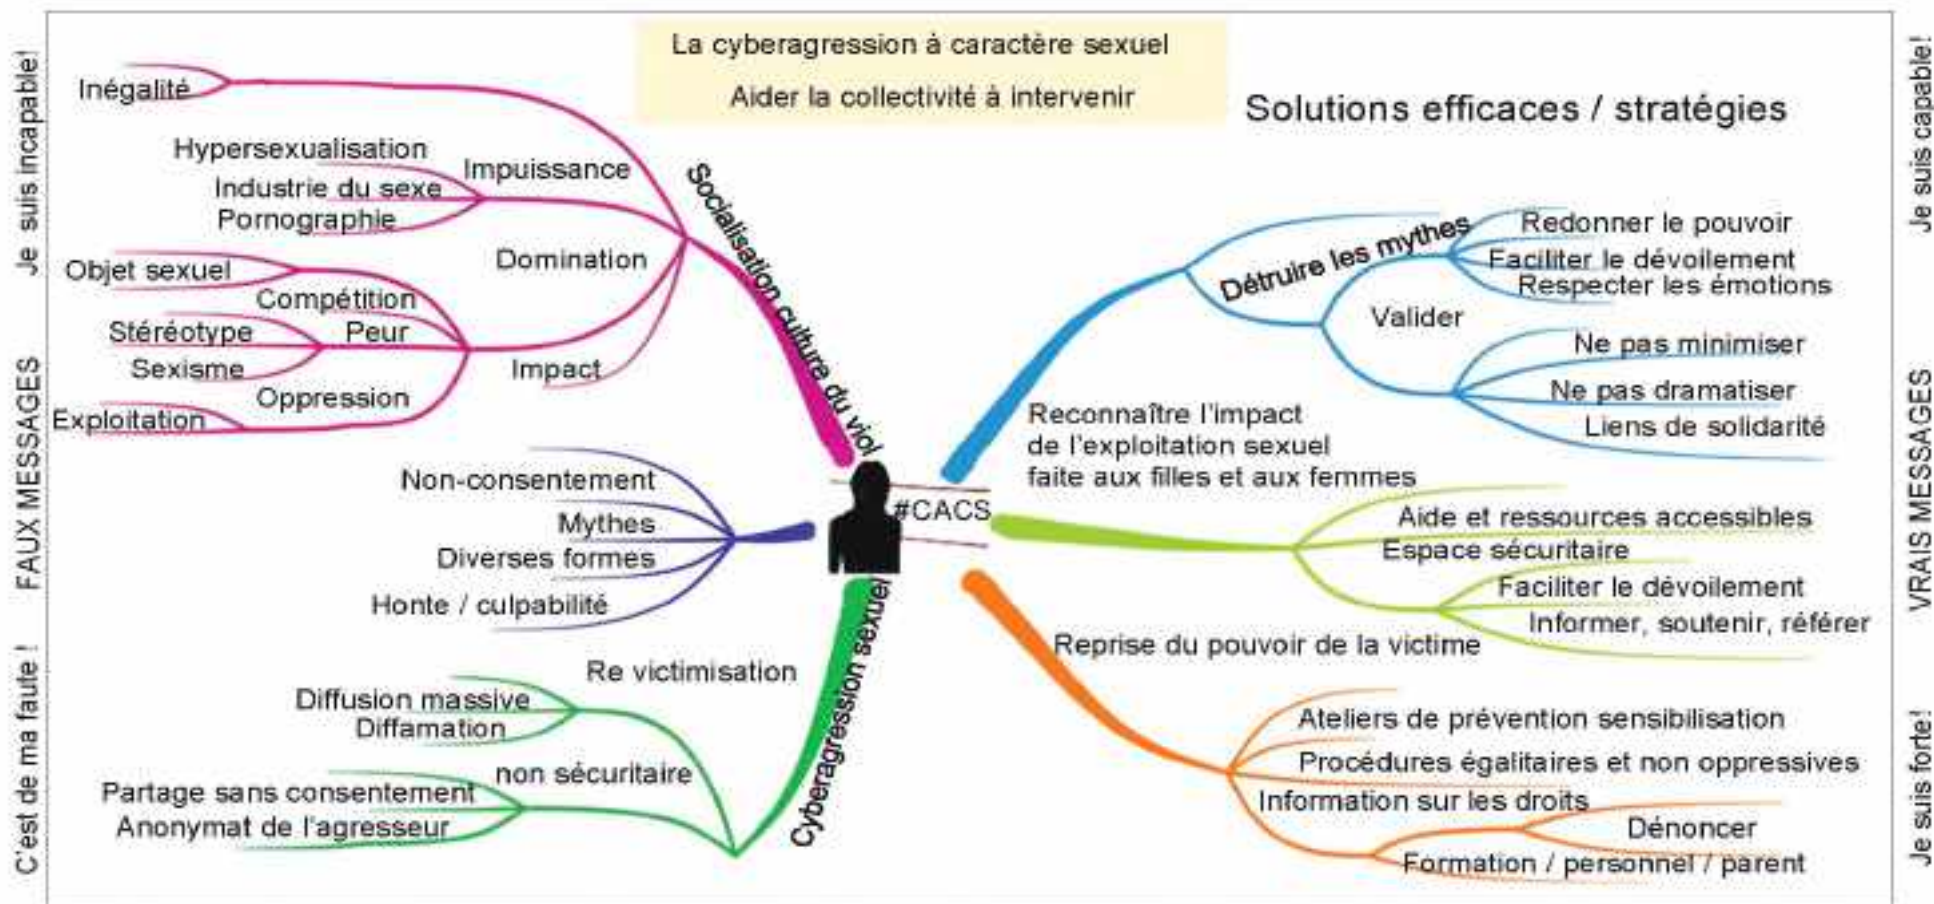 La cyberagression à caractère sexuel
Aider la collectivité à intervenir
Solutions efficaces / stratégies
Je suis incapable!
FAUX MESSAGES
C'est de ma faute !
Inégalité
Hypersexualisation
Impuissance
Industrie du sexe
Pornographie
Domination
Objet sexuel
Compétition
Stéréotype
Peur
Sexisme
Impact
Oppression
Exploitation
Socialisation culture du viol
Non-consentement
Mythes
Diverses formes
Honte / culpabilité
#CACS
Cyberagression sexuel
Re victimisation
Diffusion massive
Diffamation
non sécuritaire
Partage sans consentement
Anonymat de l'agresseur
Détruire les mythes
Redonner le pouvoir
Faciliter le dévoilement
Respecter les émotions
Valider
Ne pas minimiser
Ne pas dramatiser
Liens de solidarité
Reconnaître l'impact
de l'exploitation sexuel
faite aux filles et aux femmes
Aide et ressources accessibles
Espace sécuritaire
Faciliter le dévoilement
Informer, soutenir, référer
Reprise du pouvoir de la victime
Ateliers de prévention sensibilisation
Procédures égalitaires et non oppressives
Information sur les droits
Dénoncer
Formation / personnel / parent
Je suis capable!
VRAIS MESSAGES
Je suis forte !